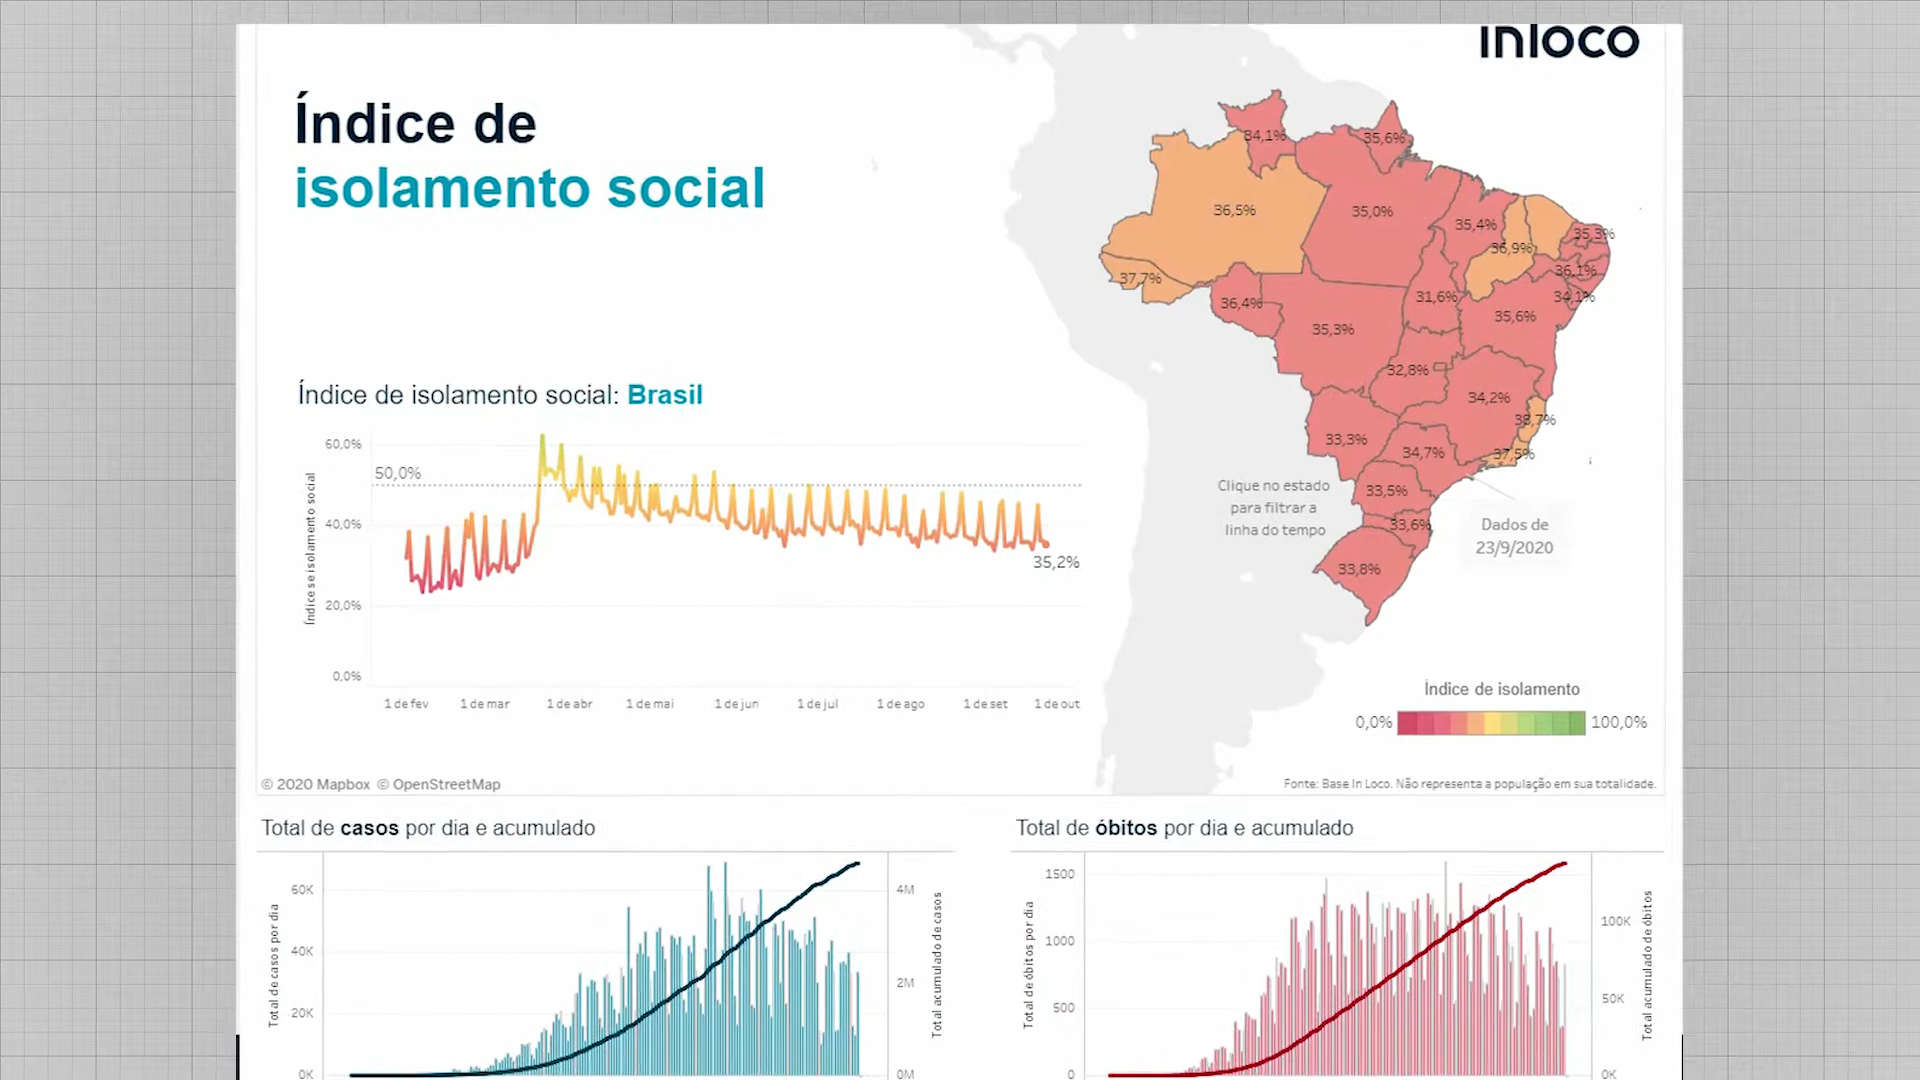 inloco
Índice de
isolamento social
Índice de isolamento social: Brasil
60,0%
50,0%
40,0%
20,0%
0,0%
Índice se isolamento social
35,2%
1 de fev
1 de mar
1 de abr
1 de mai
1 de jun
1 de jul
1 de ago
1 de set
1 de out
34,1%
35,6%
36,5%
35,0%
35,4%
36,9%
35,3%
36,1%
34,1%
37,7%
36,4%
31,6%
35,6%
35,3%
32,8%
34,2%
38,7%
33,3%
34,7%
37,5%
33,5%
33,6%
33,8%
Clique no estado
para filtrar a
linha do tempo
Dados de
23/9/2020
Índice de isolamento
0,0%
100,0%
© 2020 Mapbox © OpenStreetMap
Fonte: Base In Loco. Não representa a população em sua totalidade.
Total de casos por dia e acumulado
Total de casos por dia
60K
40K
20K
0K
4M
2M
0M
Total acumulado de casos
Total de óbitos por dia e acumulado
Total de óbitos por dia
1500
1000
500
0
100K
50K
0K
Total acumulado de óbitos